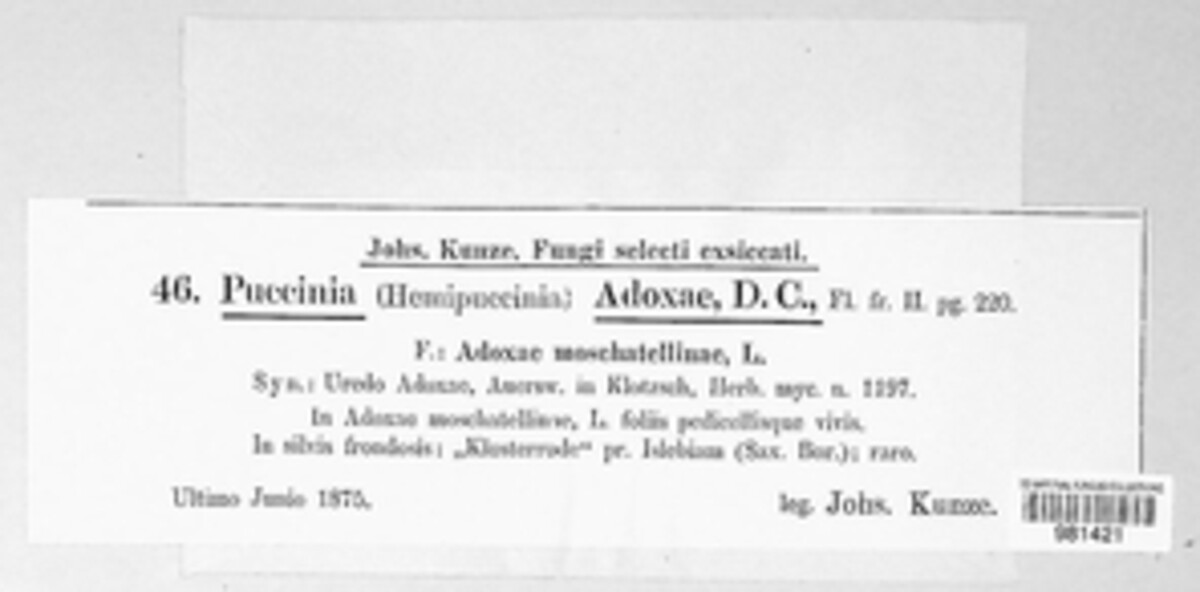 Johs. Kunze. Fungi selecti exsiccati.
46. Puccinia (Hemipuccinia) Adoxae, D. C., Fl. fr. II. pg. 220.
F.: Adoxae moschatellinae, L.
Syn.: Uredo Adoxae, Auersw. in Klotzsch, Herb. myc. n. 1197.
In Adoxae moschatellinae, L. foliis pedicellisque vivis.
In silvis frondosis: „Klosterrode“ pr. Islebiam (Sax. Bor.); raro.
Ultimo Junio 1875.
leg. Johs. Kunze.
981421